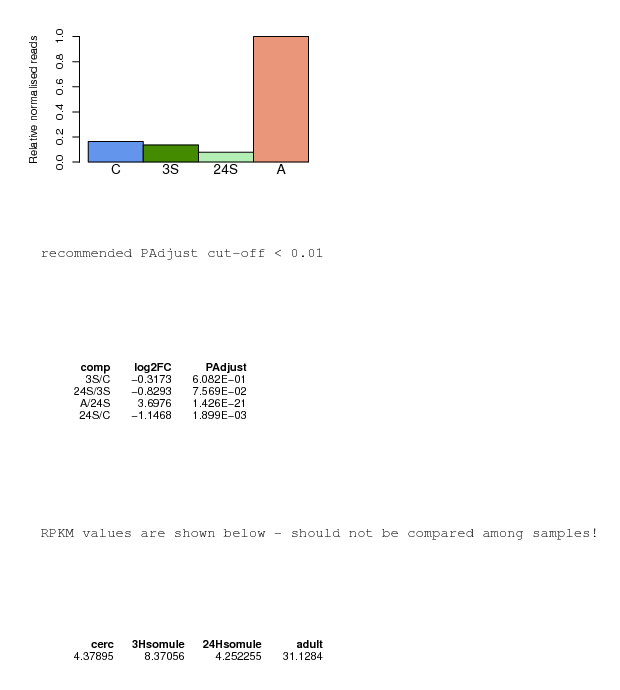 Relative normalised reads
1.0
0.8
0.6
0.4
0.2
0.0
C 3S 24S A
recommended PAdjust cut-off < 0.01
comp log2FC PAdjust
3S/C −0.3173 6.082E−01
24S/3S −0.8293 7.569E−02
A/24S 3.6976 1.426E−21
24S/C −1.1468 1.899E−03
RPKM values are shown below - should not be compared among samples!
cerc 3Hsomule 24Hsomule adult
4.37895 8.37056 4.252255 31.1284